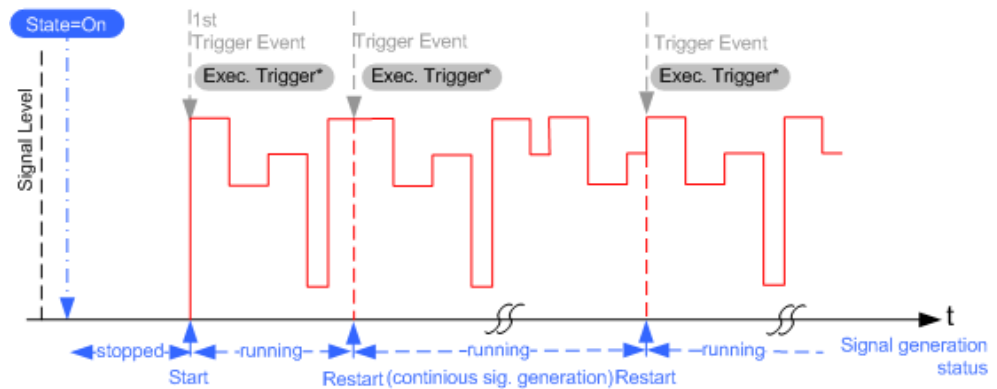 State=On
1st
Trigger Event
Trigger Event
Trigger Event
Exec. Trigger*
Exec. Trigger*
Exec. Trigger*
Signal Level
t
stopped
running
running
running
Signal generation
status
Start
Restart (continious sig. generation) Restart